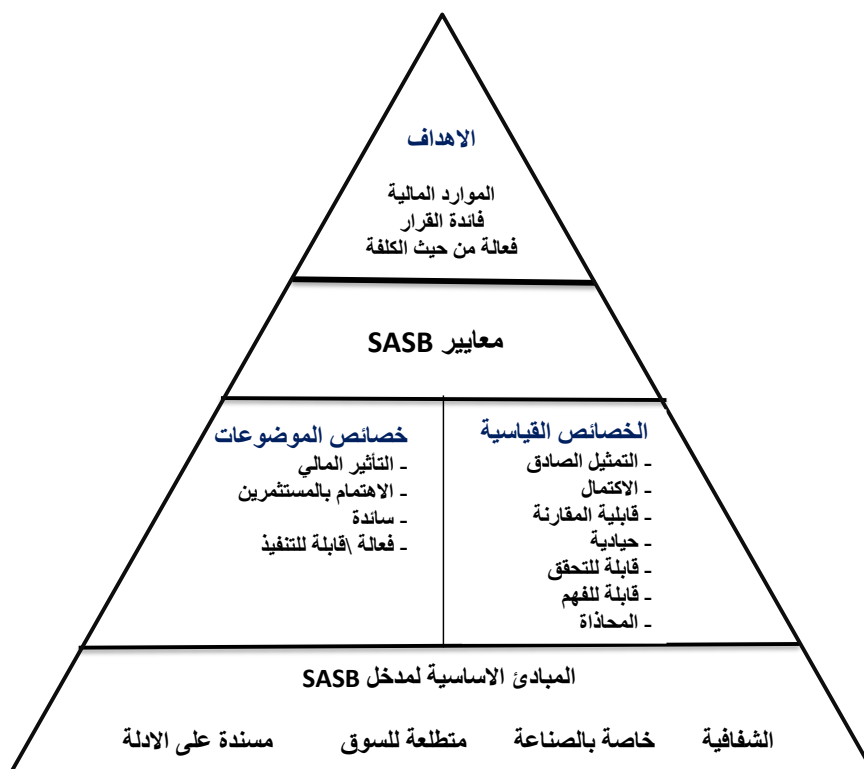 الاهداف
الموارد المالية
فائدة القرار
فعالة من حيث الكلفة
معايير SASB
الخصائص القياسية
- التمثيل الصادق
- الاكتمال
- قابلية المقارنة
- حيادية
- قابلة للتحقق
- قابلة للفهم
- المحاذاة
خصائص الموضوعات
- التأثير المالي
- الاهتمام بالمستثمرين
- سائدة
- فعالة \قابلة للتنفيذ
المبادئ الاساسية لمدخل SASB
الشفافية خاصة بالصناعة متطلعة للسوق مسندة على الادلة